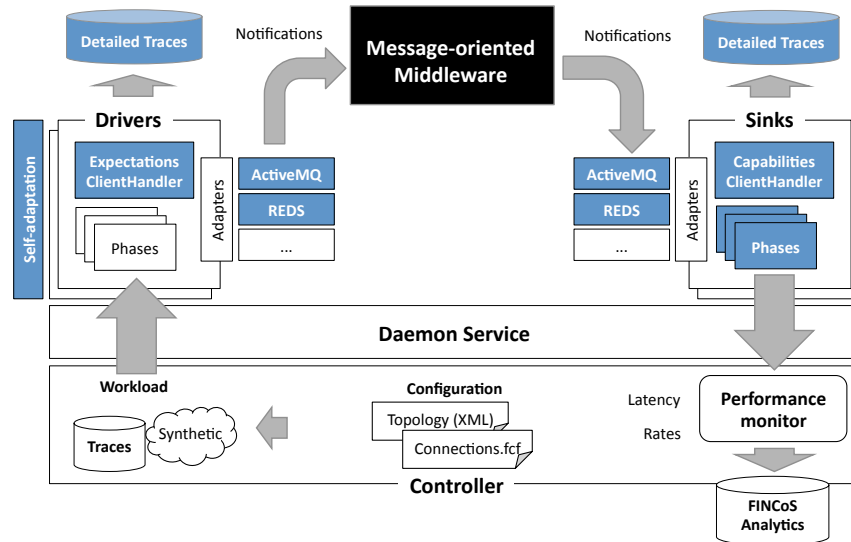 Detailed Traces
Notifications
Message-oriented
Middleware
Notifications
Detailed Traces
Drivers
Sinks
Self-adaptation
Expectations
ClientHandler
Phases
Adapters
ActiveMQ
REDS
...
ActiveMQ
REDS
...
Adapters
Capabilities
ClientHandler
Phases
Daemon Service
Workload
Traces
Synthetic
Configuration
Topology (XML)
Connections.fcf
Latency
Rates
Performance
monitor
Controller
FINCoS
Analytics